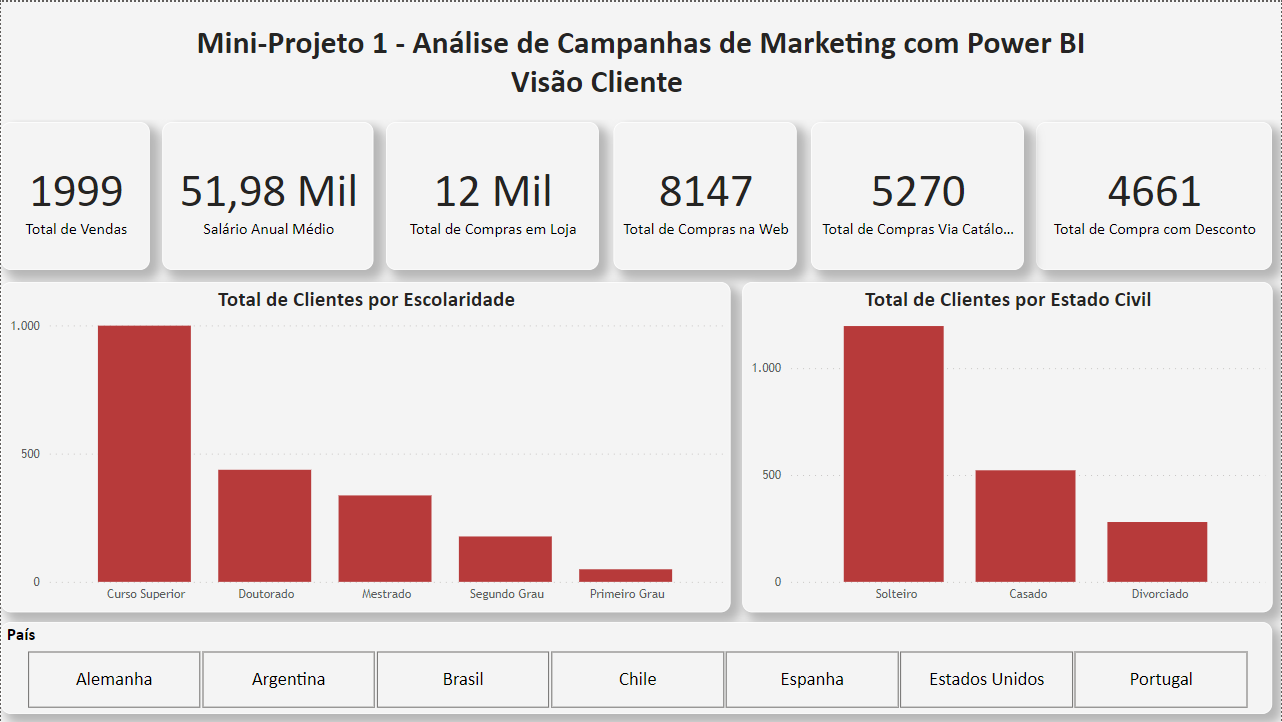 Mini-Projeto 1 - Análise de Campanhas de Marketing com Power BI
Visão Cliente
1999
Total de Vendas
51,98 Mil
Salário Anual Médio
12 Mil
Total de Compras em Loja
8147
Total de Compras na Web
5270
Total de Compras Via Catálo...
4661
Total de Compra com Desconto
Total de Clientes por Escolaridade
1.000
500
0
Curso Superior
Doutorado
Mestrado
Segundo Grau
Primeiro Grau
Total de Clientes por Estado Civil
1.000
500
0
Solteiro
Casado
Divorciado
País
Alemanha
Argentina
Brasil
Chile
Espanha
Estados Unidos
Portugal